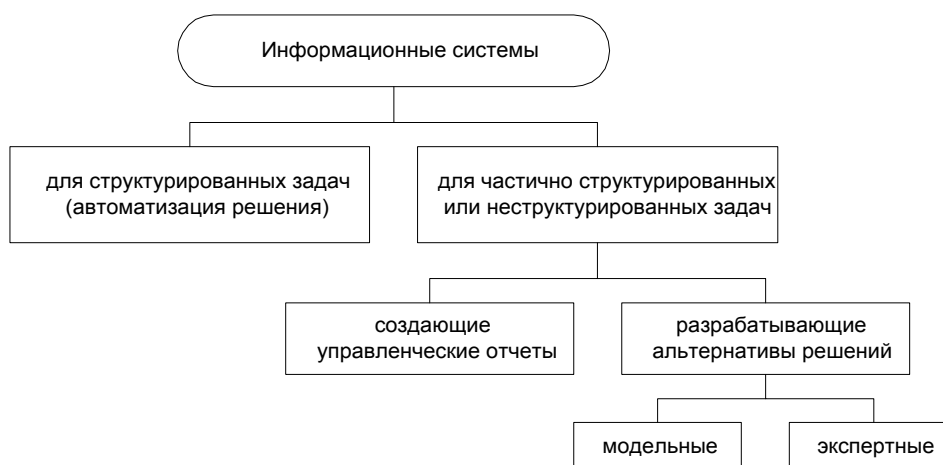 Информационные системы
для структурированных задач
(автоматизация решения)
для частично структурированных
или неструктурированных задач
создающие
управленческие отчеты
разрабатывающие
альтернативы решений
модельные
экспертные